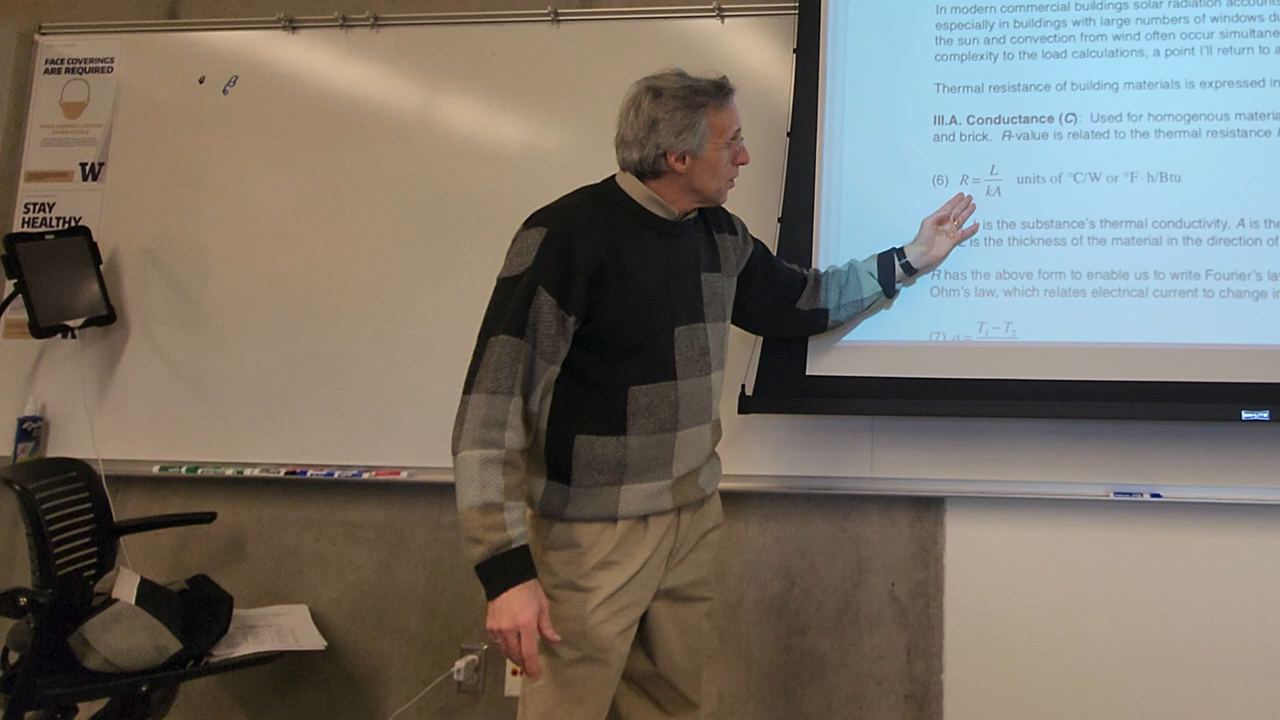 FACE COVERINGS
ARE REQUIRED
W
STAY
HEALTHY
In modern commercial buildings solar radiation
especially in buildings with large numbers of windows
the sun and convection from wind often occur
complexity to the load calculations, a point I'll return to
Thermal resistance of building materials is expressed in
III.A. Conductance (C): Used for homogenous
and brick. R-value is related to the thermal resistance
(6) R = L/kA units of °C/W or °F·h/Btu
is the substance's thermal conductivity, A is the
is the thickness of the material in the direction of
R has the above form to enable us to write Fourier's
Ohm's law, which relates electrical current to change in
(7) q = T₁ – T₂